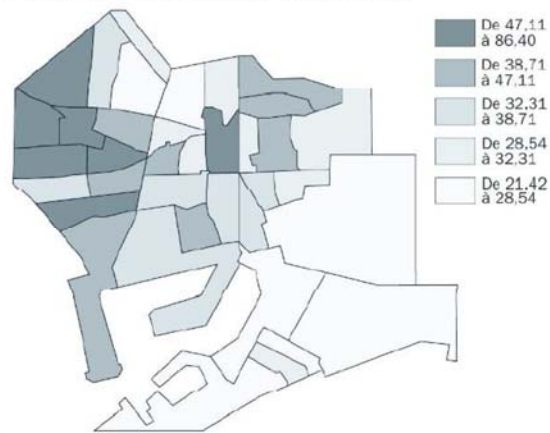 De 47,11
à 86,40
De 38,71
à 47,11
De 32,31
à 38,71
De 28,54
à 32,31
De 21,42
à 28,54